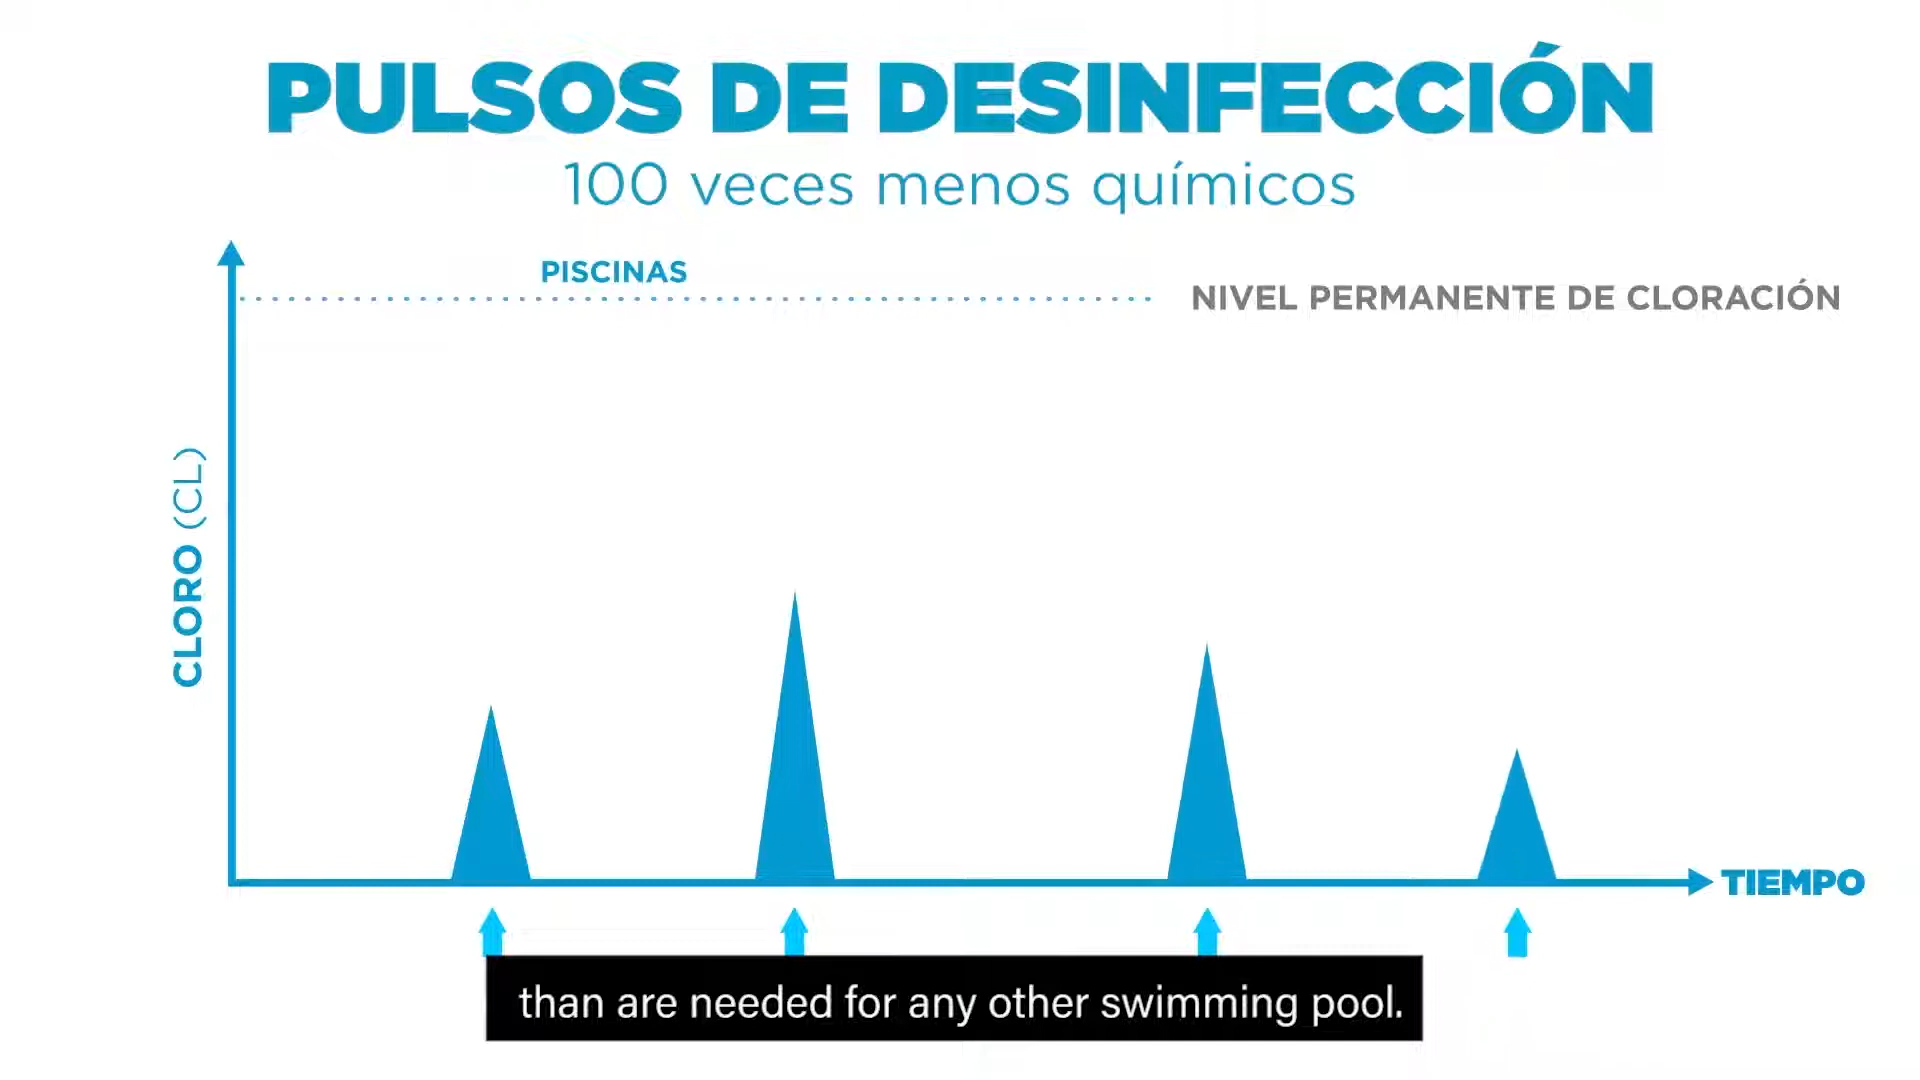 PULSOS DE DESINFECCIÓN
100 veces menos químicos
PISCINAS
NIVEL PERMANENTE DE CLORACIÓN
CLORO (CL)
TIEMPO
than are needed for any other swimming pool.